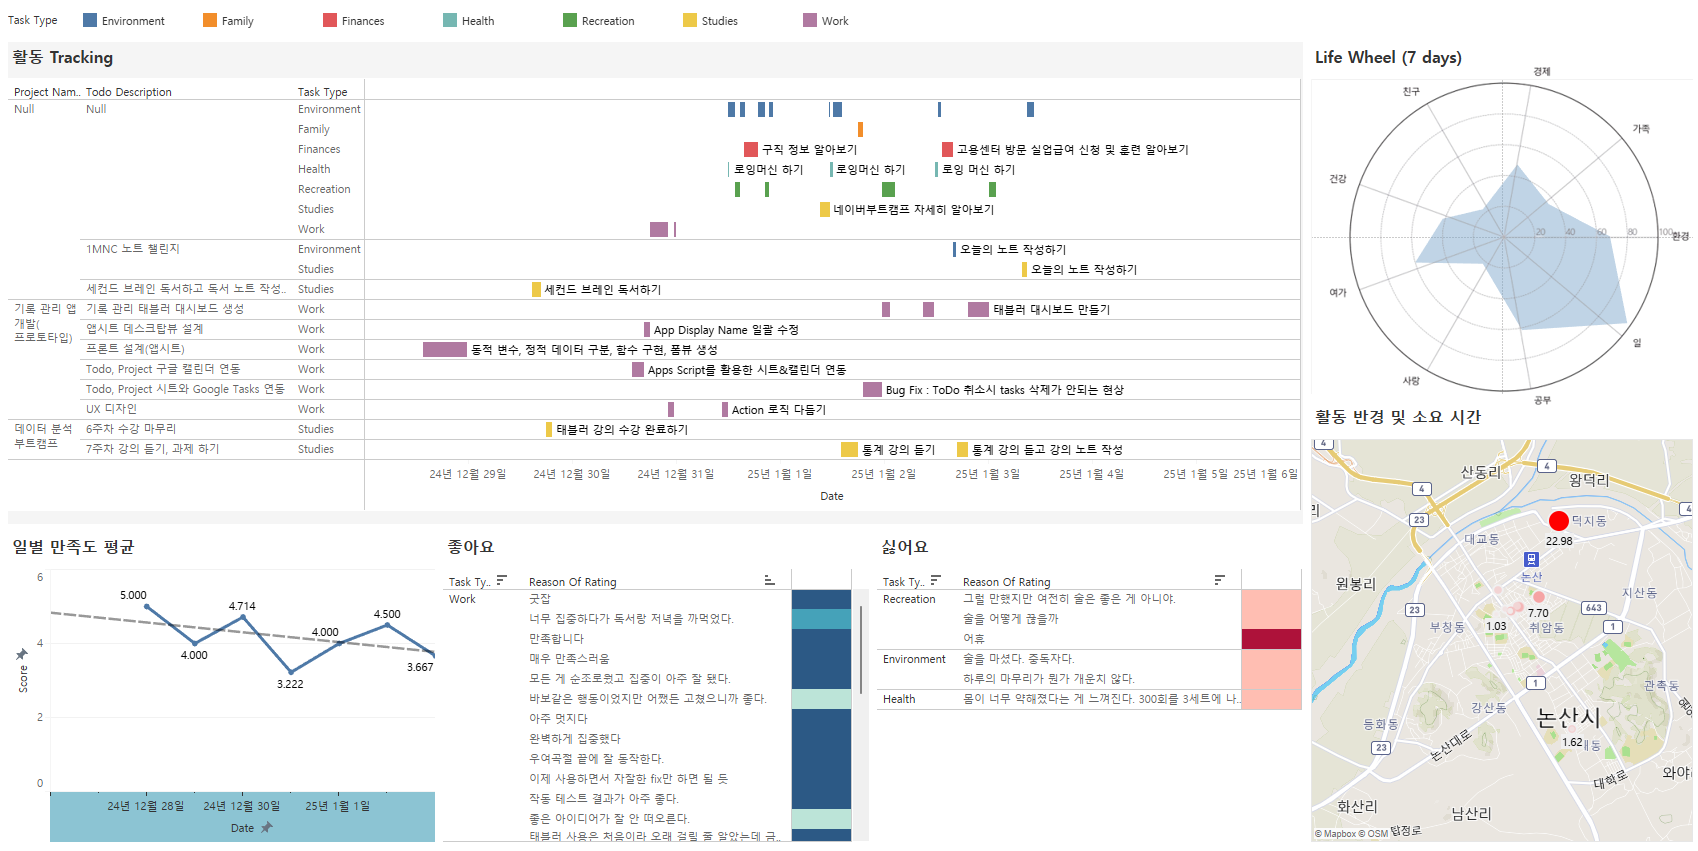 Task Type Environment Family Finances Health Recreation Studies Work
활동 Tracking
Project Nam.. Todo Description Task Type
Null Null Environment
Family
Finances 구직 정보 알아보기 고용센터 방문 실업급여 신청 및 훈련 알아보기
Health 로잉머신 하기 로잉머신 하기 로잉 머신 하기
Recreation
Studies 네이버부트캠프 자세히 알아보기
Work
1MNC 노트 챌린지 Environment 오늘의 노트 작성하기
Studies 오늘의 노트 작성하기
세컨드 브레인 독서하고 독서 노트 작성.. Studies 세컨드 브레인 독서하기
기록 관리 앱 개발(프로토타입) 기록 관리 태블러 대시보드 생성 Work 태블러 대시보드 만들기
앱시트 데스크탑뷰 설계 Work App Display Name 일괄 수정
프론트 설계(앱시트) Work 동적 변수, 정적 데이터 구분, 함수 구현, 폼뷰 생성
Todo, Project 구글 캘린더 연동 Work Apps Script를 활용한 시트&캘린더 연동
Todo, Project 시트와 Google Tasks 연동 Work Bug Fix : ToDo 취소시 tasks 삭제가 안되는 현상
UX 디자인 Work Action 로직 다듬기
데이터 분석 부트캠프 6주차 수강 마무리 Studies 태블러 강의 수강 완료하기
7주차 강의 듣기, 과제 하기 Studies 통계 강의 듣기 통계 강의 듣고 강의 노트 작성
24년 12월 29일 24년 12월 30일 24년 12월 31일 25년 1월 1일 25년 1월 2일 25년 1월 3일 25년 1월 4일 25년 1월 5일 25년 1월 6일
Date
Life Wheel (7 days)
경제
친구
가족
건강
20 40 60 80 100
환경
여가
일
사랑
공부
일별 만족도 평균
6
5.000
4.714
4.500
4.000
4
4.000
3.667
3.222
Score
2
0
24년 12월 28일 24년 12월 30일 25년 1월 1일
Date
좋아요
Task Ty.. Reason Of Rating
Work 굿잡
너무 집중하다가 독서랑 저녁을 까먹었다.
만족합니다
매우 만족스러움
모든 게 순조로웠고 집중이 아주 잘 됐다.
바보같은 행동이었지만 어쨌든 고쳤으니까 좋다.
아주 멋지다
완벽하게 집중했다
우여곡절 끝에 잘 동작한다.
이제 사용하면서 자잘한 fix만 하면 될 듯
작동 테스트 결과가 아주 좋다.
좋은 아이디어가 잘 안 떠오른다.
태블러 사용은 처음이라 오래 걸릴 줄 알았는데 금..
싫어요
Task Ty.. Reason Of Rating
Recreation 그럴 만했지만 여전히 술은 좋은 게 아니야.
술을 어떻게 끊을까
어휴
Environment 술을 마셨다. 중독자다.
하루의 마무리가 뭔가 개운치 않다.
Health 몸이 너무 약해졌다는 게 느껴진다. 300회를 3세트에 나..
활동 반경 및 소요 시간
4
산동리
4
왕덕리
4
4
리
23
덕지동
대교동
22.98
논산
원봉리
지산동
23
7.70
643
1
부창동
1.03
취암동
1
관촉동
강산동
논산시
등화동
23
1.62
내동
논산대로
대학로
와야
화산리
남산리
탑정로
© Mapbox © OSM